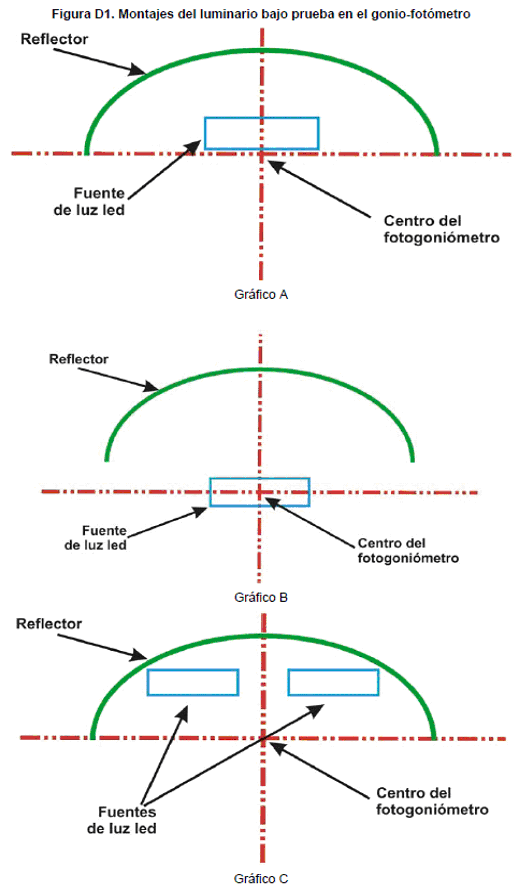 Figura D1. Montajes del luminario bajo prueba en el gonio-fotómetro
Reflector
Fuente
de luz led
Centro del
fotogoniómetro
Gráfico A
Reflector
Fuente
de luz led
Centro del
fotogoniómetro
Gráfico B
Reflector
Fuentes
de luz led
Centro del
fotogoniómetro
Gráfico C